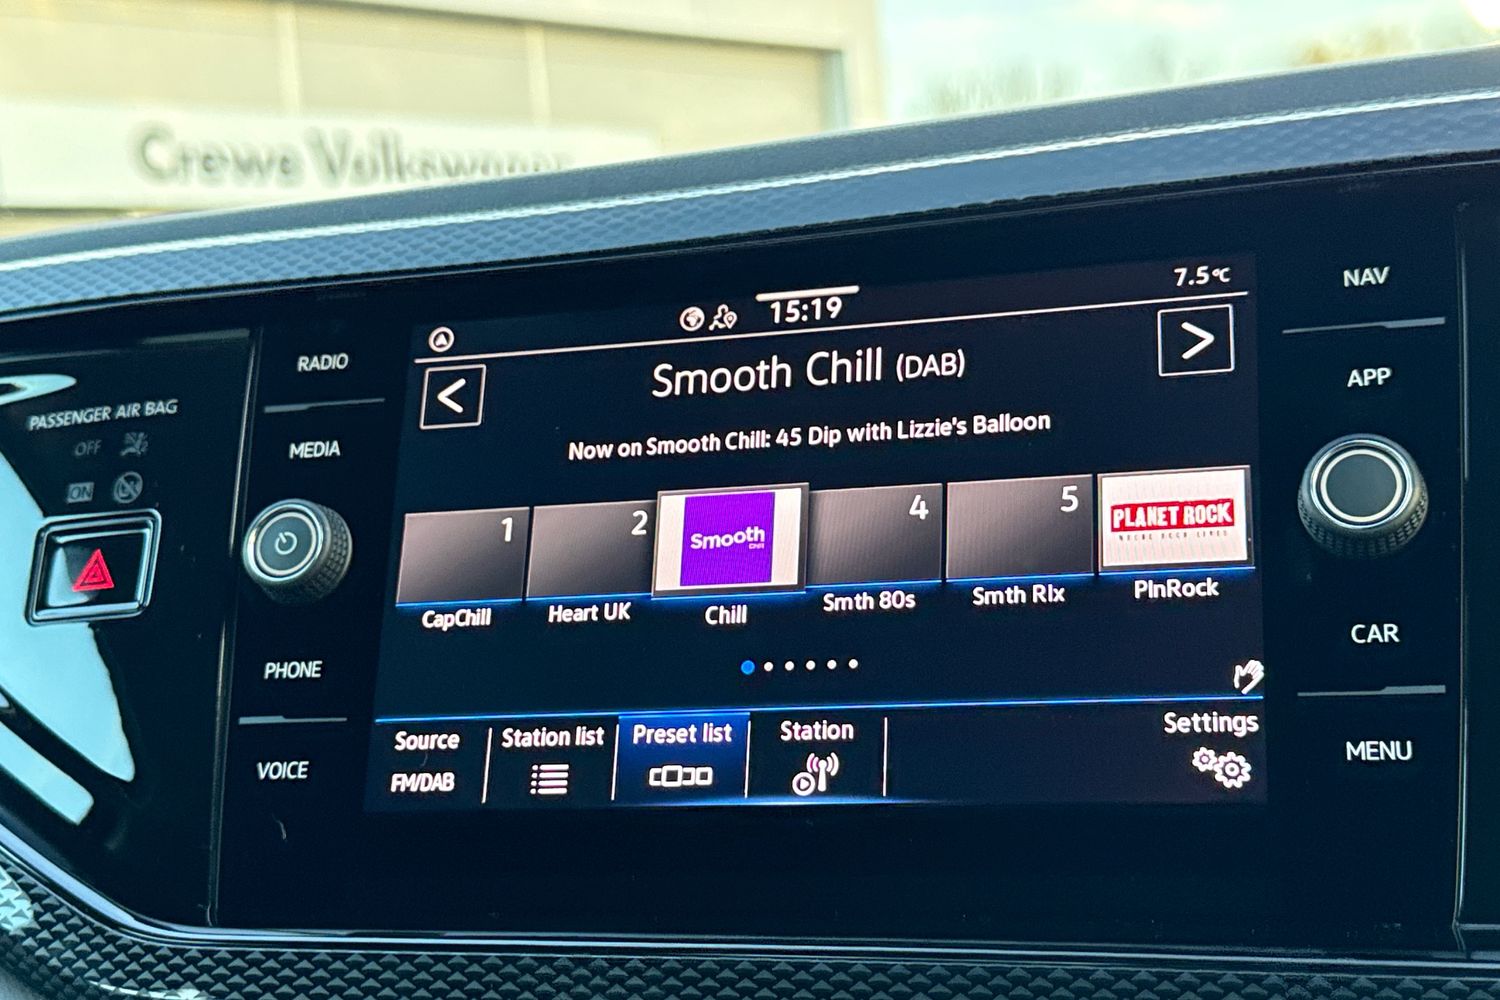 Crewe Volkswagen
7.5°C
15:19
Smooth Chill (DAB)
Now on Smooth Chill: 45 Dip with Lizzie's Balloon
<
>
1
2
Smooth
4
5
PLANET ROCK
CapChill
Heart UK
Chill
Smth 80s
Smth Rlx
PlnRock
Source
FM/DAB
Station list
Preset list
Station
Settings
RADIO
MEDIA
PHONE
VOICE
PASSENGER AIR BAG
OFF
ON
NAV
APP
CAR
MENU